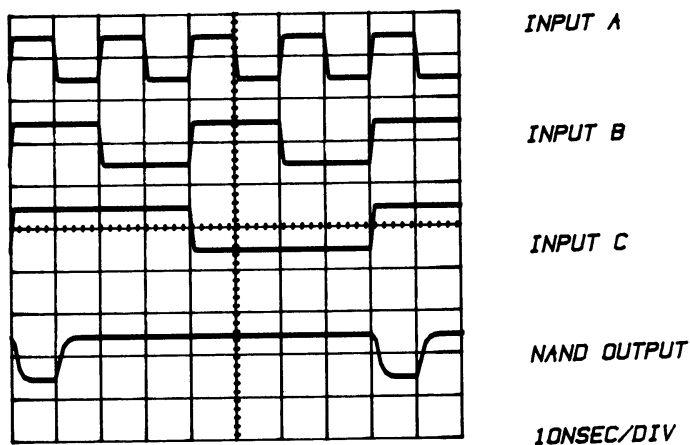 INPUT A
INPUT B
INPUT C
NAND OUTPUT
10NSEC/DIV